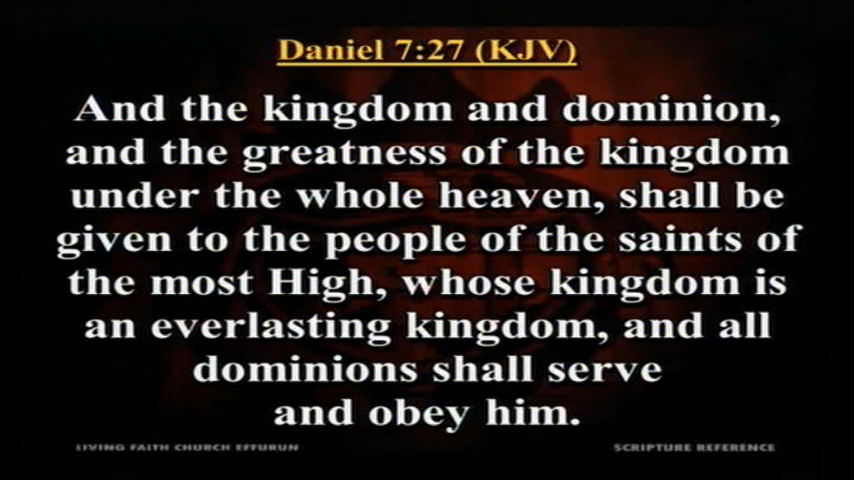 Daniel 7:27 (KJV)
And the kingdom and dominion,
and the greatness of the kingdom
under the whole heaven, shall be
given to the people of the saints of
the most High, whose kingdom is
an everlasting kingdom, and all
dominions shall serve
and obey him.
LIVING FAITH CHURCH EFFURUN
SCRIPTURE REFERENCE